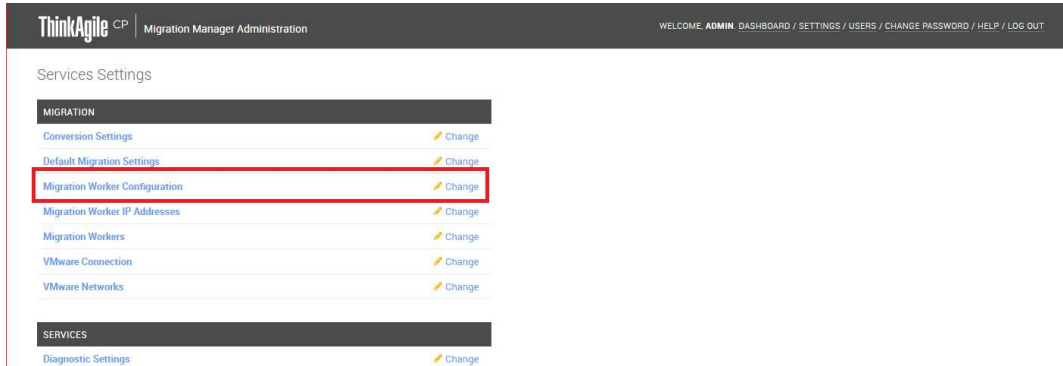 ThinkAgile CP Migration Manager Administration WELCOME, ADMIN. DASHBOARD / SETTINGS / USERS / CHANGE PASSWORD / HELP / LOG OUT
Services Settings
MIGRATION
Conversion Settings Change
Default Migration Settings Change
Migration Worker Configuration Change
Migration Worker IP Addresses Change
Migration Workers Change
VMware Connection Change
VMware Networks Change
SERVICES
Diagnostic Settings Change